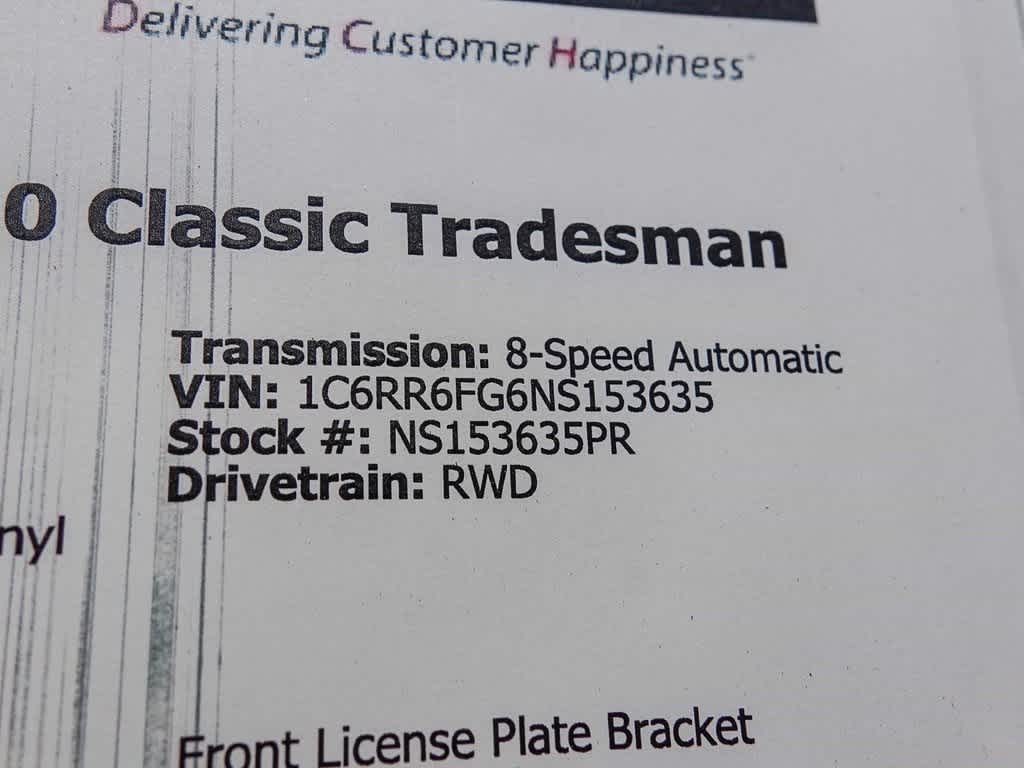 Delivering Customer Happiness
0 Classic Tradesman
Transmission: 8-Speed Automatic
VIN: 1C6RR6FG6NS153635
Stock #: NS153635PR
Drivetrain: RWD
nyl
Front License Plate Bracket